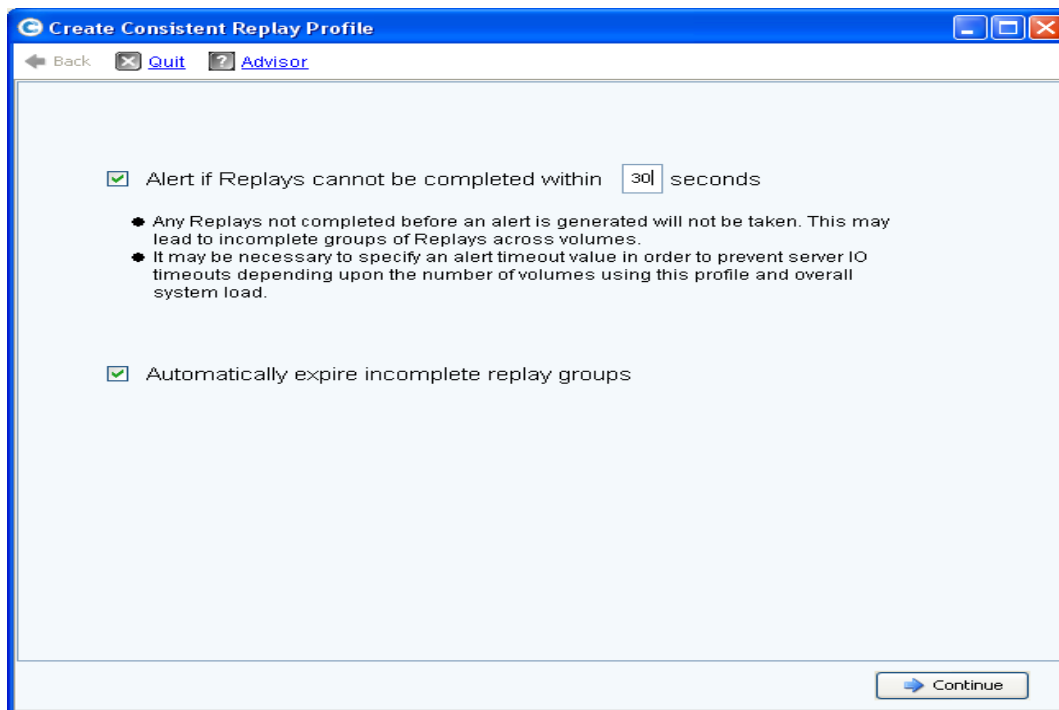 Create Consistent Replay Profile
Back Quit Advisor
Alert if Replays cannot be completed within 30 seconds
Any Replays not completed before an alert is generated will not be taken. This may
lead to incomplete groups of Replays across volumes.
It may be necessary to specify an alert timeout value in order to prevent server IO
timeouts depending upon the number of volumes using this profile and overall
system load.
Automatically expire incomplete replay groups
Continue